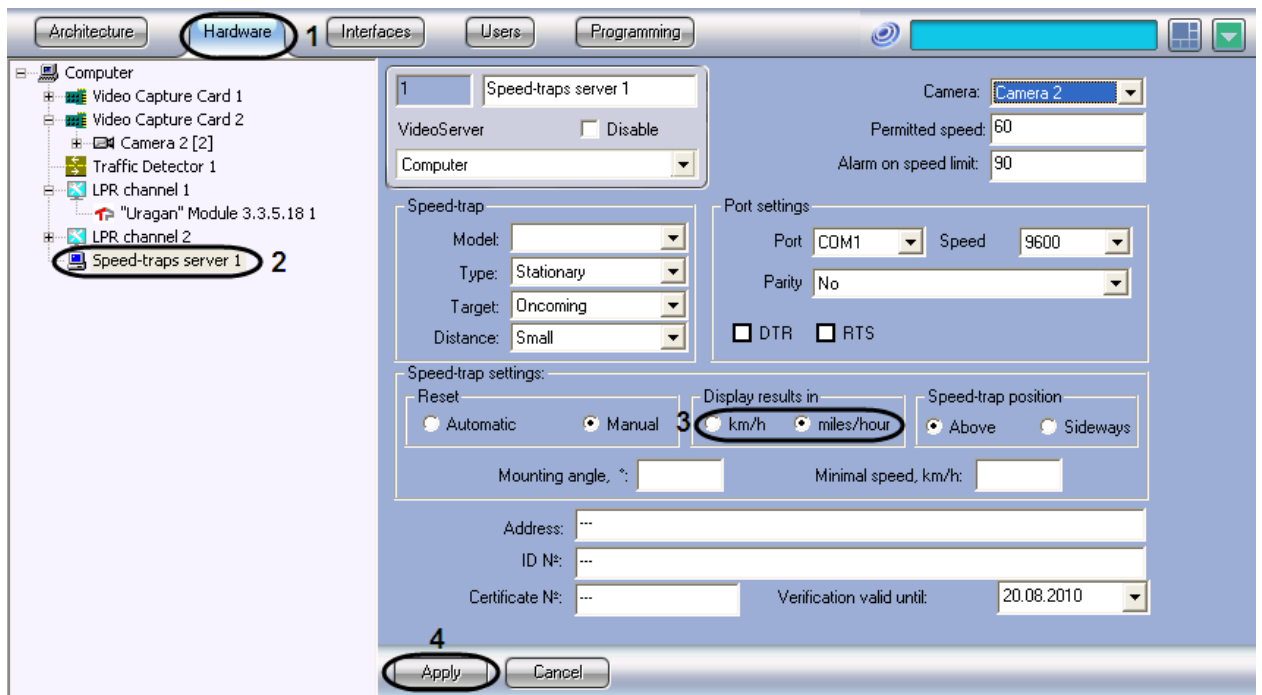 Architecture Hardware 1 Interfaces Users Programming
Computer
Video Capture Card 1
Video Capture Card 2
Camera 2 [2]
Traffic Detector 1
LPR channel 1
"Uragan" Module 3.3.5.18 1
LPR channel 2
Speed-traps server 1 2
1 Speed-traps server 1
VideoServer Disable
Computer
Camera: Camera 2
Permitted speed: 60
Alarm on speed limit: 90
Speed-trap
Model:
Type: Stationary
Target: Oncoming
Distance: Small
Port settings
Port COM1 Speed 9600
Parity No
DTR RTS
Speed-trap settings:
Reset
Automatic Manual
3
Display results in
km/h miles/hour
Speed-trap position
Above Sideways
Mounting angle, °: Minimal speed, km/h:
Address: ---
ID №: ---
Certificate №: --- Verification valid until: 20.08.2010
4
Apply Cancel